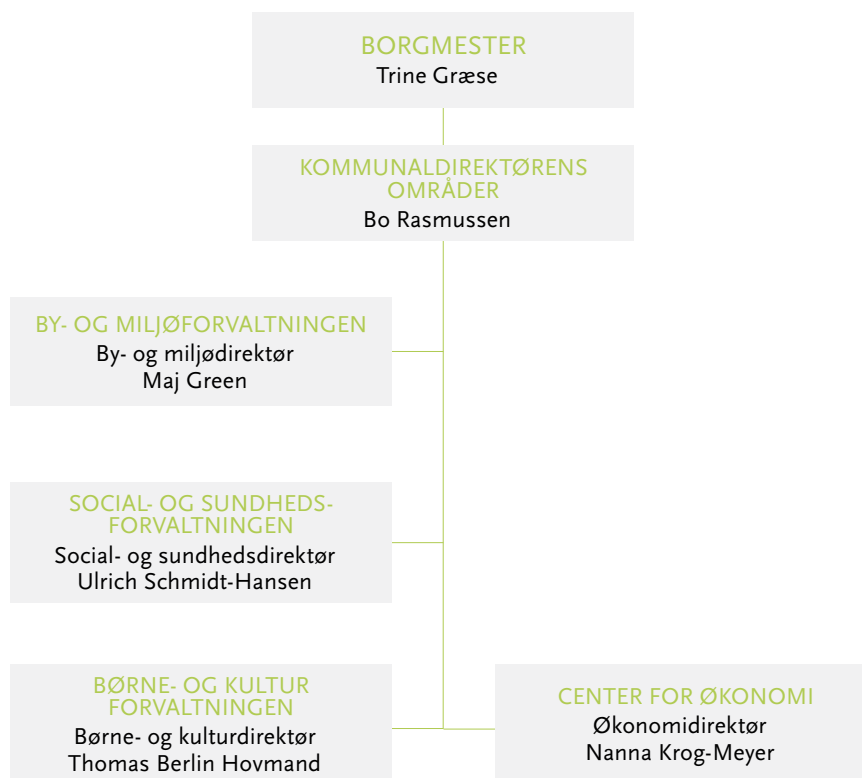 BORGMESTER
Trine Græse
KOMMUNALDIREKTØRENS
OMRÅDER
Bo Rasmussen
BY- OG MILJØFORVALTNINGEN
By- og miljødirektør
Maj Green
SOCIAL- OG SUNDHEDS-
FORVALTNINGEN
Social- og sundhedsdirektør
Ulrich Schmidt-Hansen
BØRNE- OG KULTUR
FORVALTNINGEN
Børne- og kulturdirektør
Thomas Berlin Hovmand
CENTER FOR ØKONOMI
Økonomidirektør
Nanna Krog-Meyer